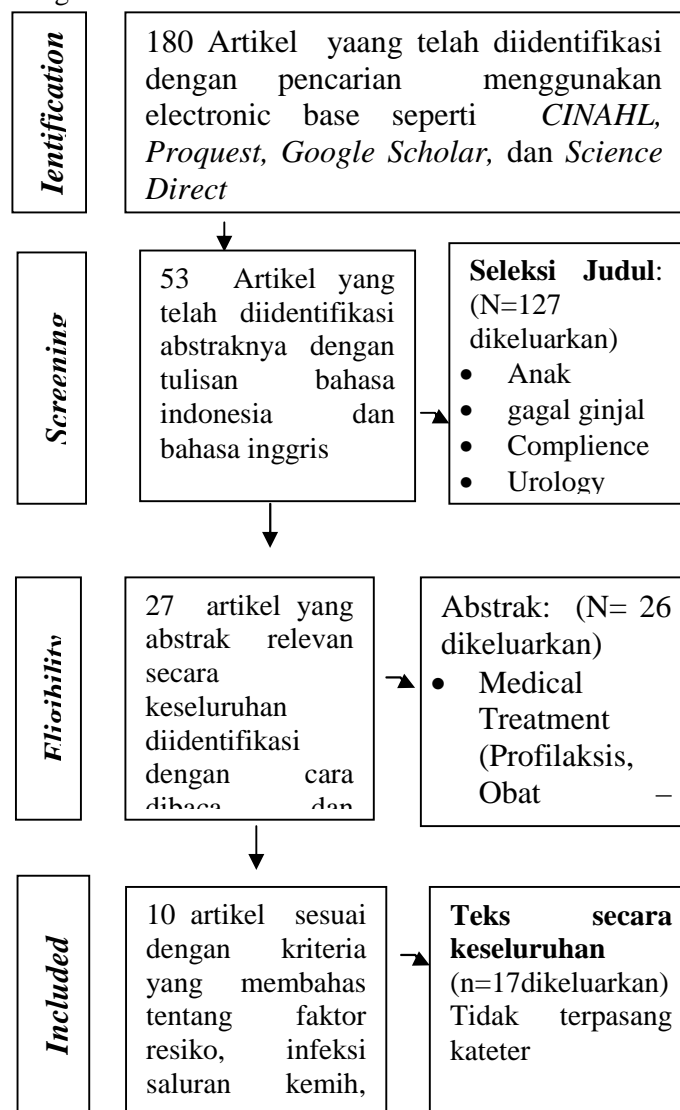 Ientification
180 Artikel yaang telah diidentifikasi
dengan pencarian menggunakan
electronic base seperti CINAHL,
Proquest, Google Scholar, dan Science
Direct
Screening
53 Artikel yang
telah diidentifikasi
abstraknya dengan
tulisan bahasa
indonesia dan
bahasa inggris
Seleksi Judul:
(N=127
dikeluarkan)
• Anak
• gagal ginjal
• Complience
• Urology
Eligibility
27 artikel yang
abstrak relevan
secara
keseluruhan
diidentifikasi
dengan cara
dibaca dan
Abstrak: (N= 26
dikeluarkan)
• Medical
Treatment
(Profilaksis,
Obat –
Included
10 artikel sesuai
dengan kriteria
yang membahas
tentang faktor
resiko, infeksi
saluran kemih,
Teks secara
keseluruhan
(n=17dikeluarkan)
Tidak terpasang
kateter